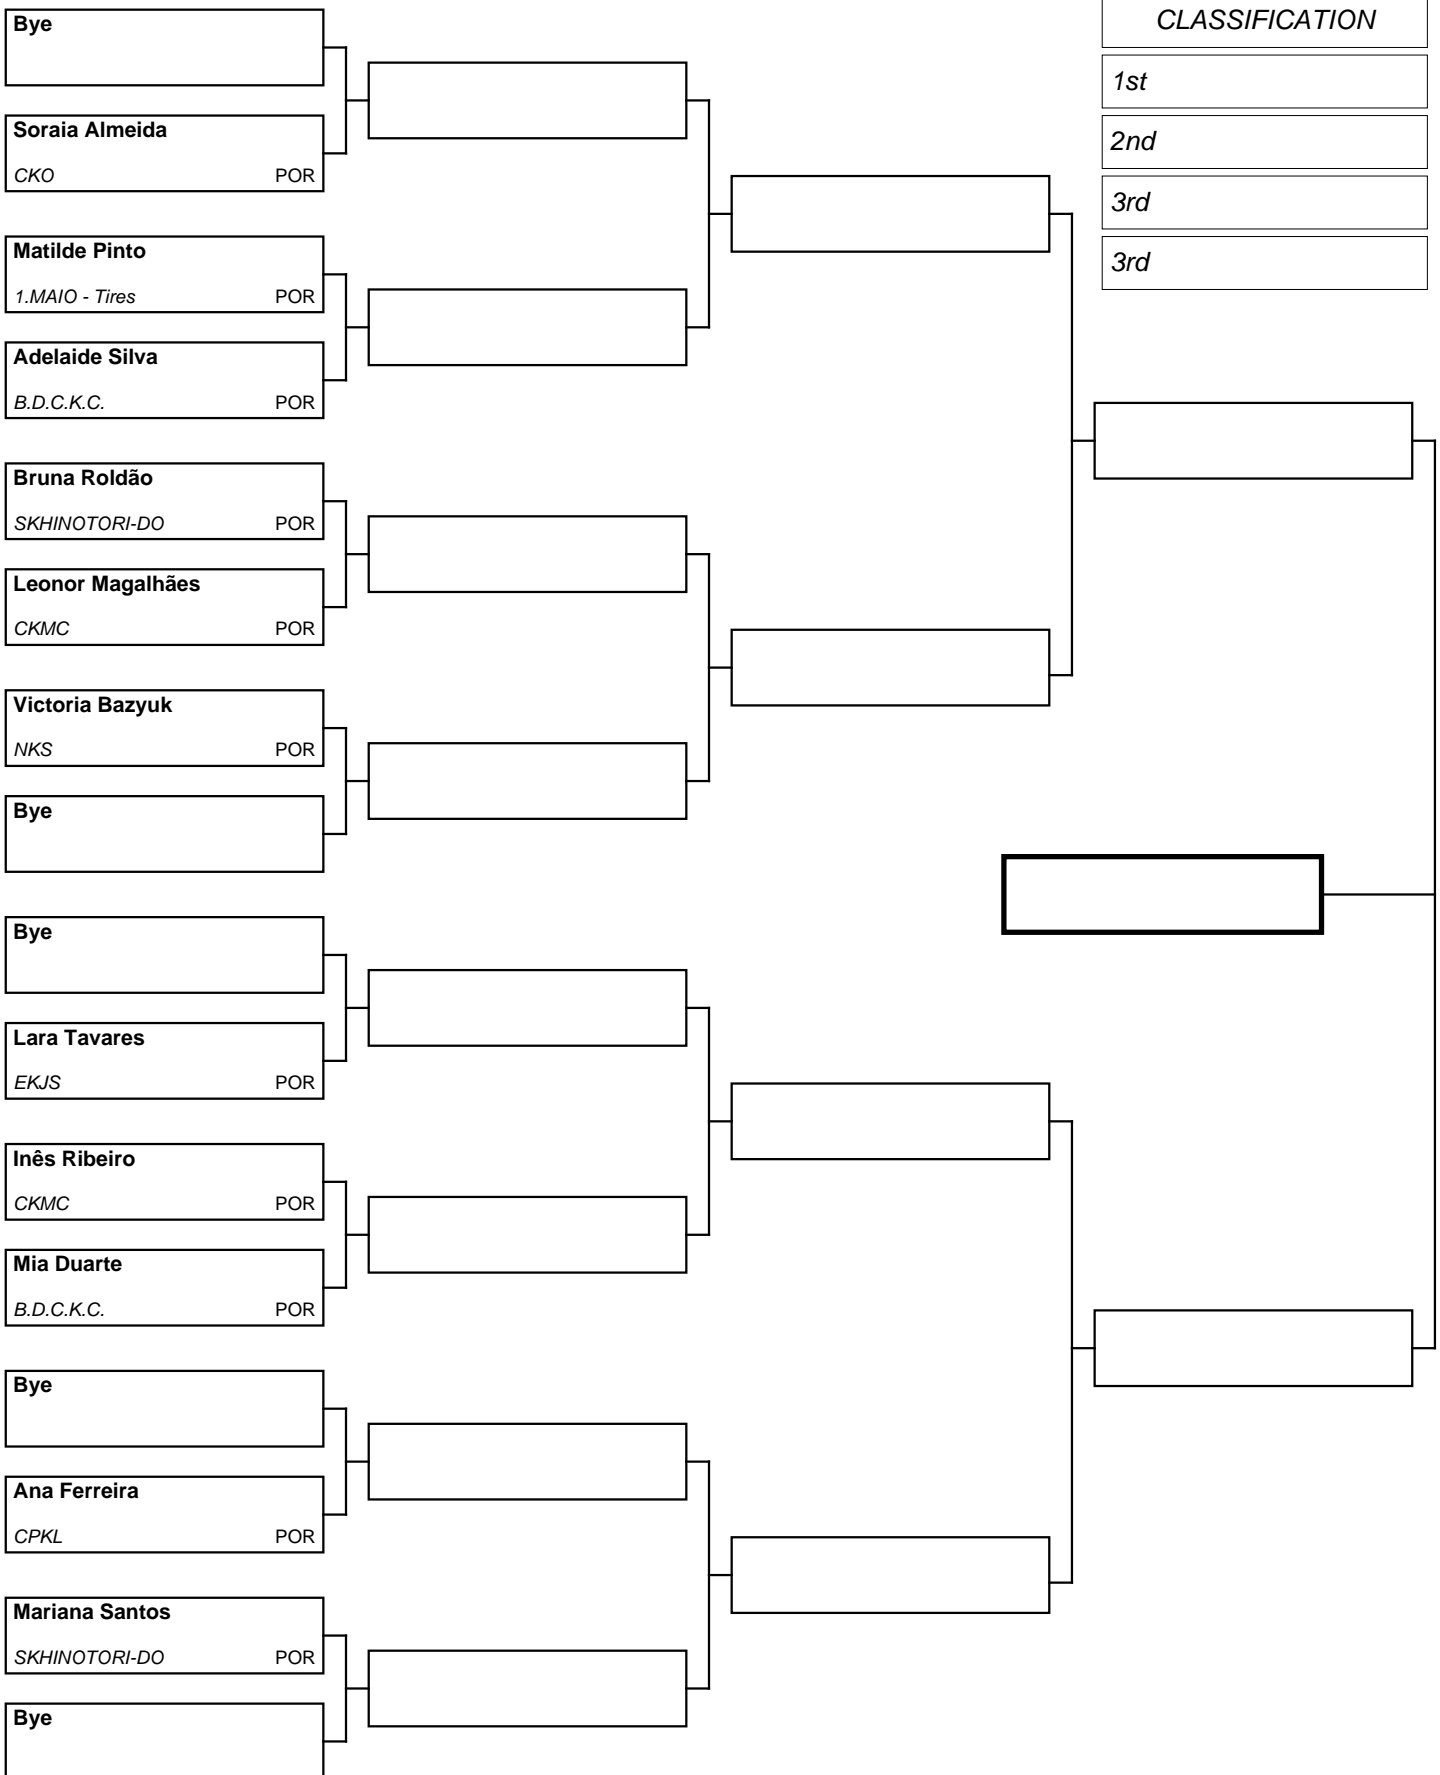 Bye
CLASSIFICATION
1st
2nd
3rd
3rd
Soraia Almeida
CKO POR
Matilde Pinto
1.MAIO - Tires POR
Adelaide Silva
B.D.C.K.C. POR
Bruna Roldão
SKHINOTORI-DO POR
Leonor Magalhães
CKMC POR
Victoria Bazyuk
NKS POR
Bye
Bye
Lara Tavares
EKJS POR
Inês Ribeiro
CKMC POR
Mia Duarte
B.D.C.K.C. POR
Bye
Ana Ferreira
CPKL POR
Mariana Santos
SKHINOTORI-DO POR
Bye